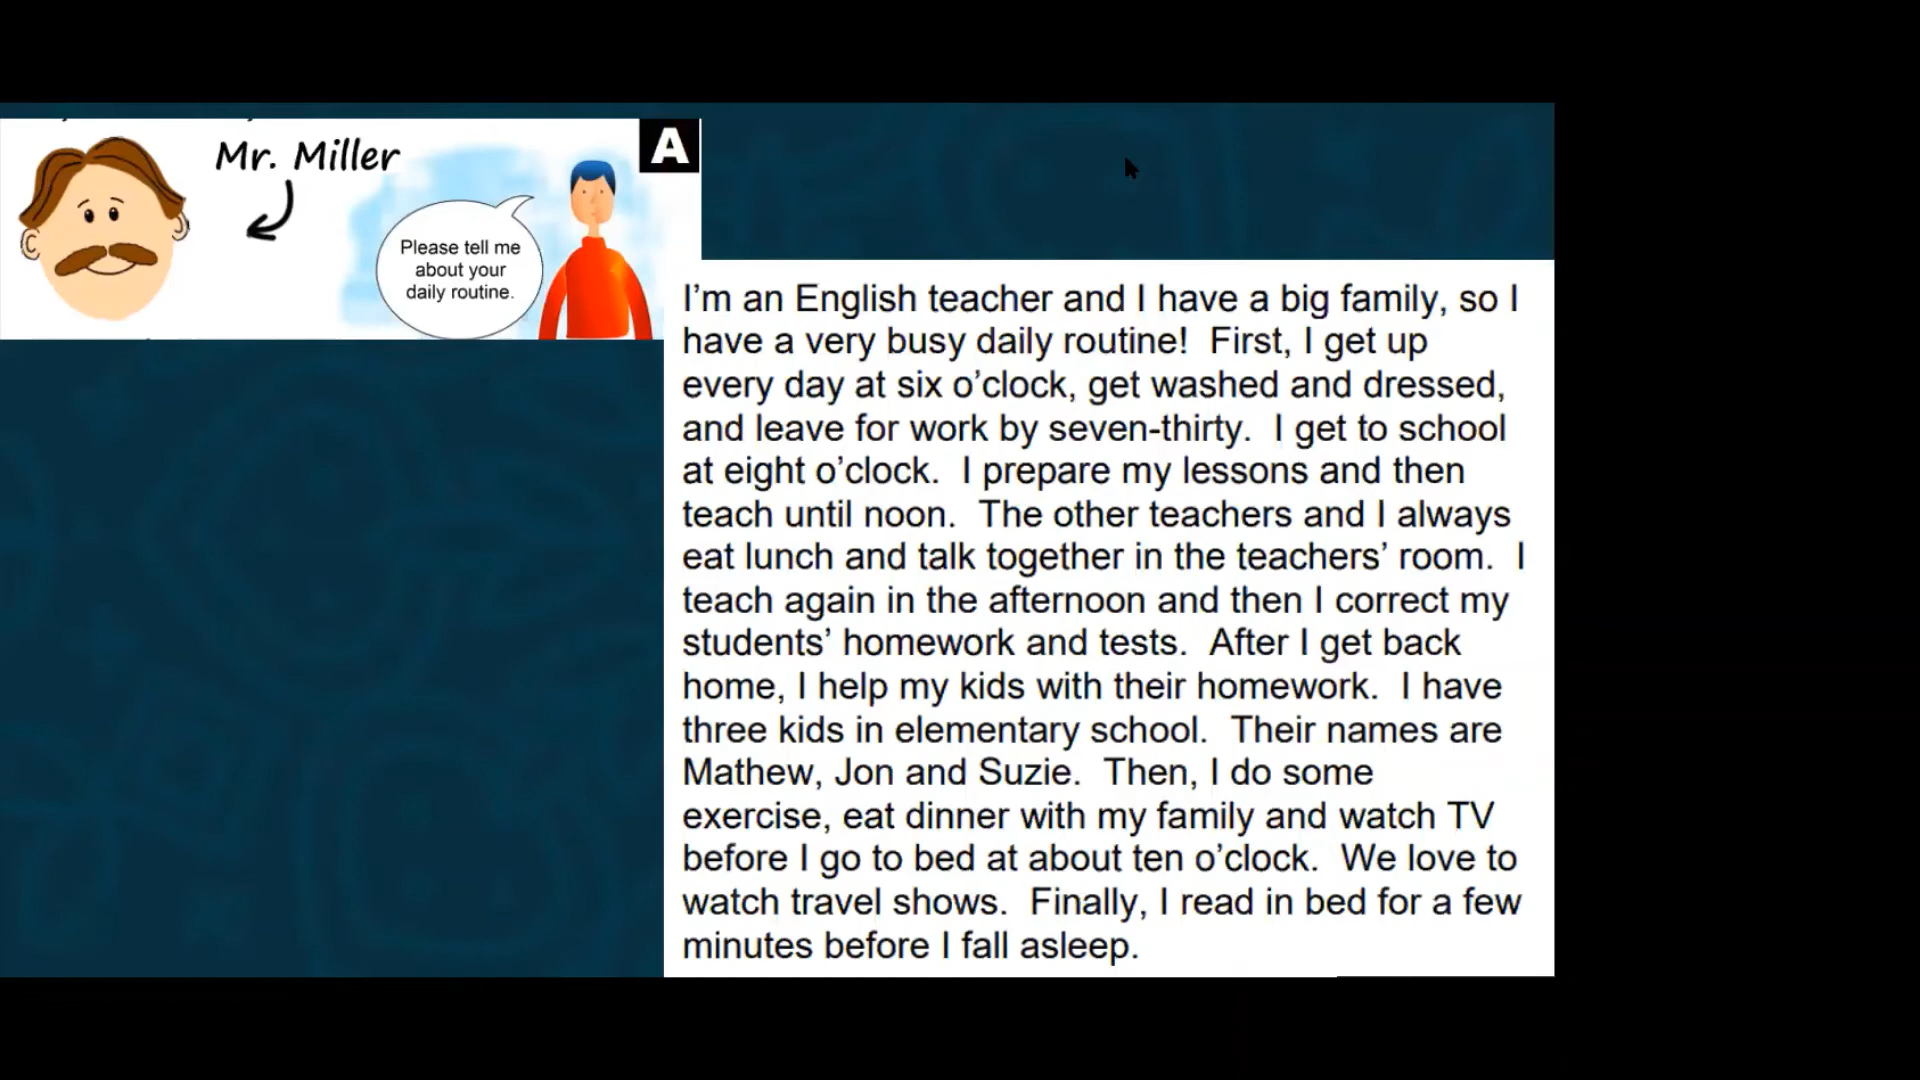 Mr. Miller
A
Please tell me
about your
daily routine.
I’m an English teacher and I have a big family, so I
have a very busy daily routine!  First, I get up
every day at six o’clock, get washed and dressed,
and leave for work by seven-thirty.  I get to school
at eight o’clock.  I prepare my lessons and then
teach until noon.  The other teachers and I always
eat lunch and talk together in the teachers’ room.  I
teach again in the afternoon and then I correct my
students’ homework and tests.  After I get back
home, I help my kids with their homework.  I have
three kids in elementary school.  Their names are
Mathew, Jon and Suzie.  Then, I do some
exercise, eat dinner with my family and watch TV
before I go to bed at about ten o’clock.  We love to
watch travel shows.  Finally, I read in bed for a few
minutes before I fall asleep.